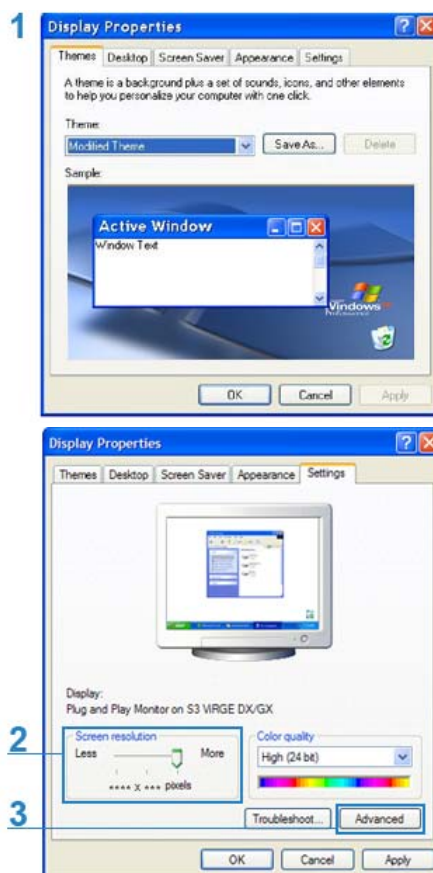 1
Display Properties
Themes Desktop Screen Saver Appearance Settings
A theme is a background plus a set of sounds, icons, and other elements
to help you personalize your computer with one click.
Theme:
Modified Theme Save As... Delete
Sample:
Active Window
Window Text
Windows
OK Cancel Apply
Display Properties
Themes Desktop Screen Saver Appearance Settings
Display:
Plug and Play Monitor on S3 VIRGE DX/GX
2
Screen resolution Color quality
Less More High (24 bit)
**** x *** pixels
3
Troubleshoot... Advanced
OK Cancel Apply